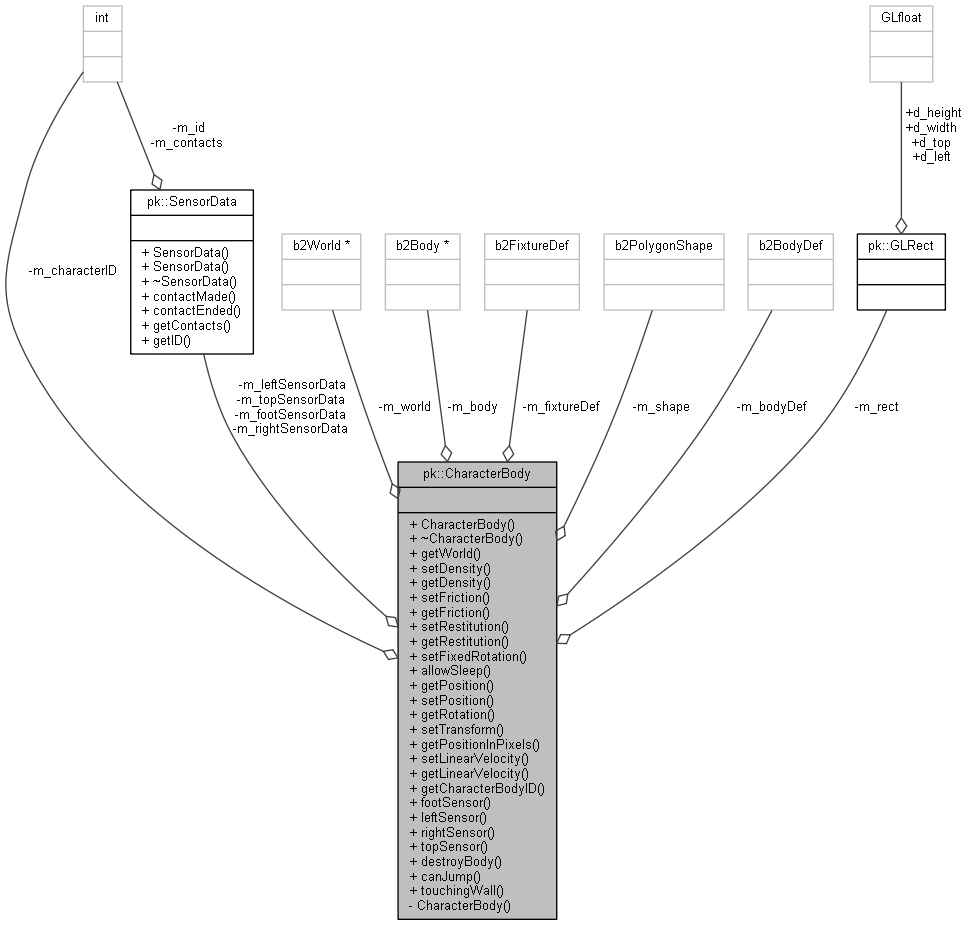 int
GLfloat
-m_id
-m_contacts
+d_height
+d_width
+d_top
+d_left
pk::SensorData
+ SensorData()
+ SensorData()
+ ~SensorData()
+ contactMade()
+ contactEnded()
+ getContacts()
+ getID()
b2World *
b2Body *
b2FixtureDef
b2PolygonShape
b2BodyDef
pk::GLRect
-m_characterID
-m_leftSensorData
-m_topSensorData
-m_footSensorData
-m_rightSensorData
-m_world
-m_body
-m_fixtureDef
-m_shape
-m_bodyDef
-m_rect
pk::CharacterBody
+ CharacterBody()
+ ~CharacterBody()
+ getWorld()
+ setDensity()
+ getDensity()
+ setFriction()
+ getFriction()
+ setRestitution()
+ getRestitution()
+ setFixedRotation()
+ allowSleep()
+ getPosition()
+ setPosition()
+ getRotation()
+ setTransform()
+ getPositionInPixels()
+ setLinearVelocity()
+ getLinearVelocity()
+ getCharacterBodyID()
+ footSensor()
+ leftSensor()
+ rightSensor()
+ topSensor()
+ destroyBody()
+ canJump()
+ touchingWall()
- CharacterBody()